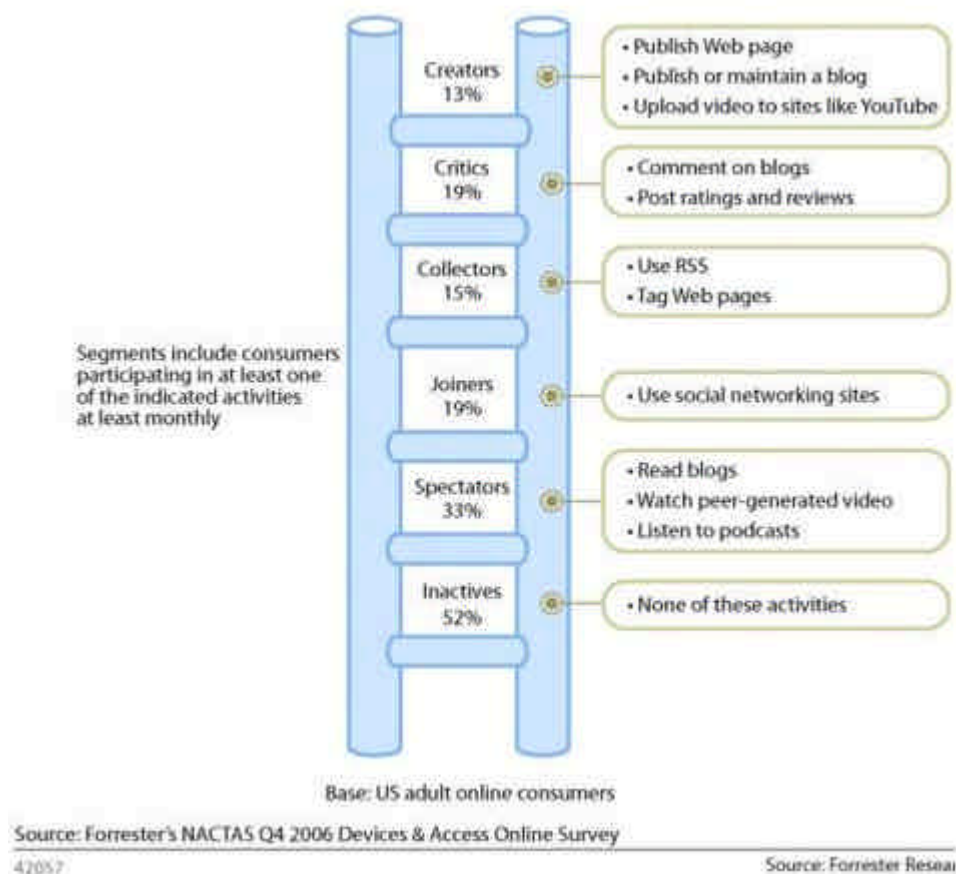 Creators
13%
• Publish Web page
• Publish or maintain a blog
• Upload video to sites like YouTube
Critics
19%
• Comment on blogs
• Post ratings and reviews
Collectors
15%
• Use RSS
• Tag Web pages
Segments include consumers
participating in at least one
of the indicated activities
at least monthly
Joiners
19%
• Use social networking sites
Spectators
33%
• Read blogs
• Watch peer-generated video
• Listen to podcasts
Inactives
52%
• None of these activities
Base: US adult online consumers
Source: Forrester's NACTAS Q4 2006 Devices & Access Online Survey
42057
Source: Forrester